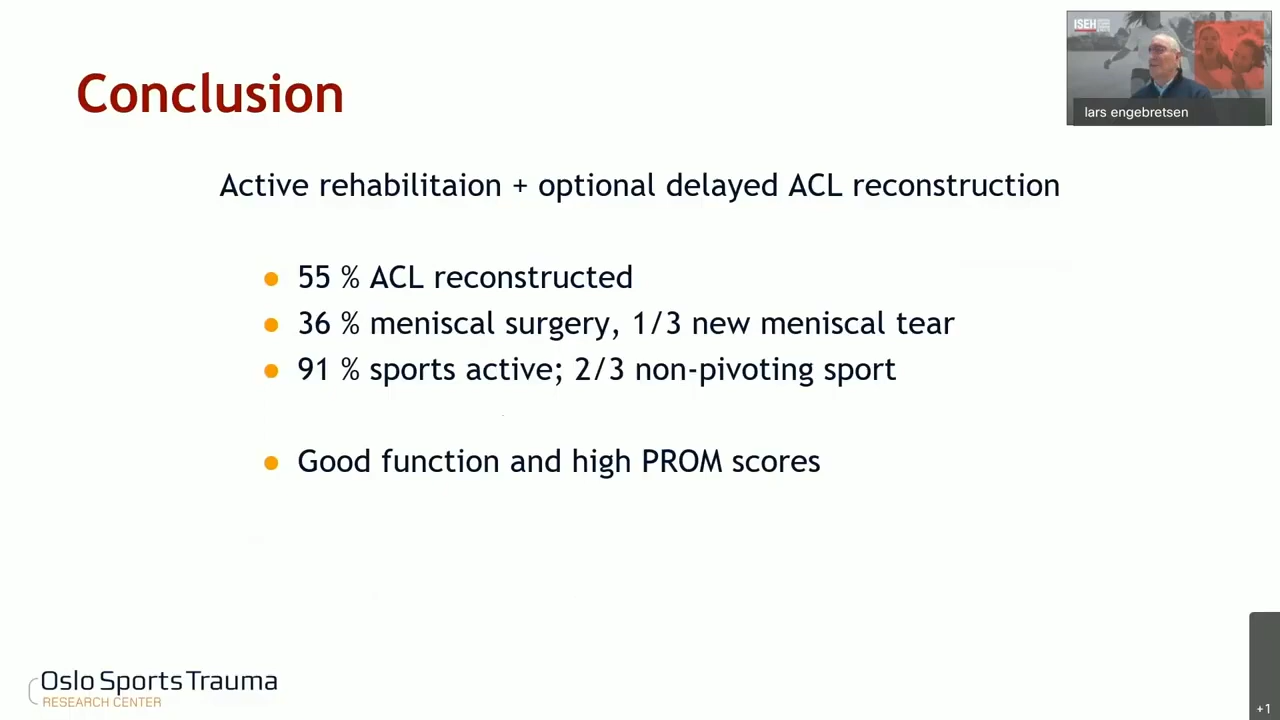 Conclusion
ISEH
lars engebretsen
Active rehabilitaion + optional delayed ACL reconstruction
55 % ACL reconstructed
36 % meniscal surgery, 1/3 new meniscal tear
91 % sports active; 2/3 non-pivoting sport
Good function and high PROM scores
Oslo Sports Trauma
RESEARCH CENTER
+1